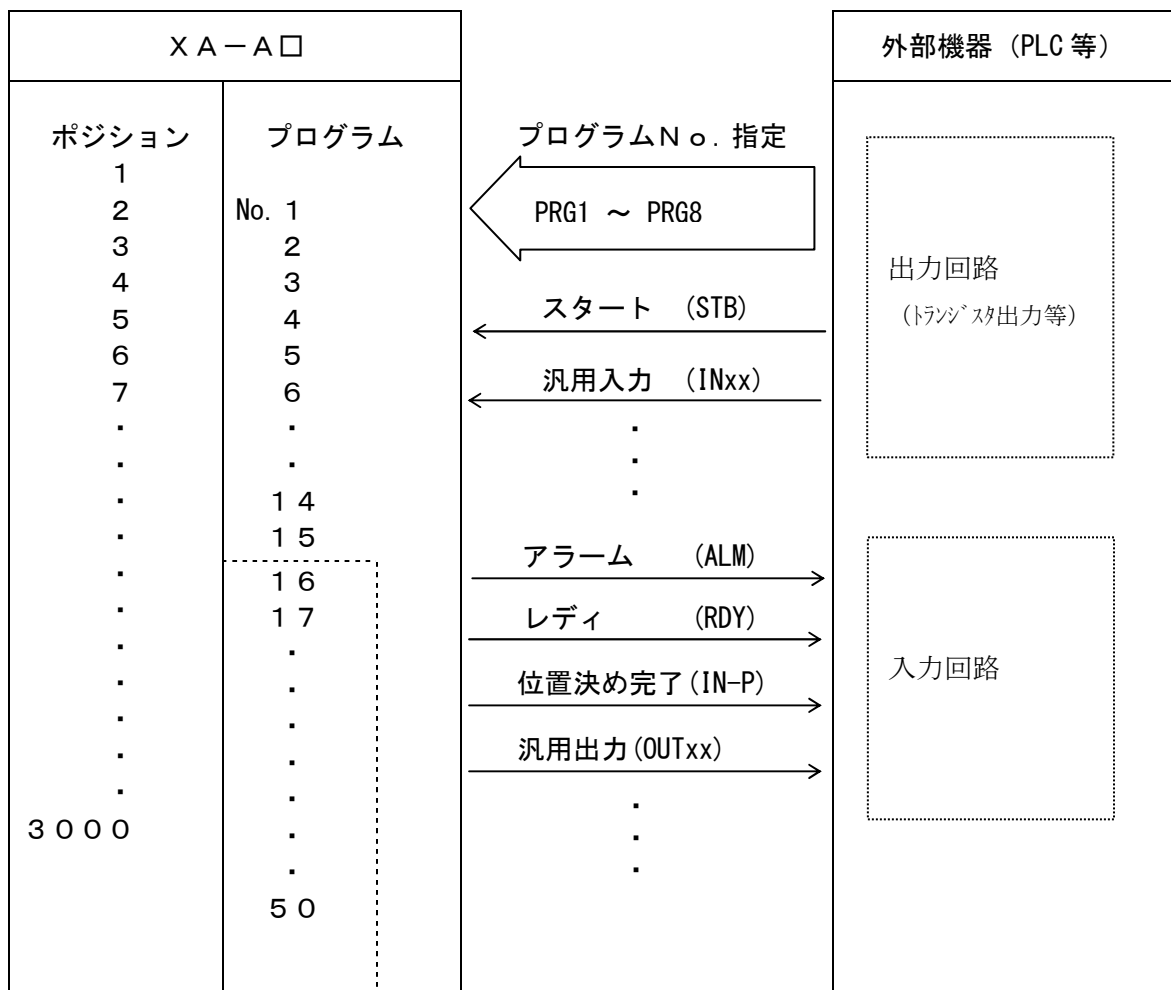 ＸＡ－Ａ□
外部機器（PLC等）
ポジション
１
２
３
４
５
６
７
・
・
・
・
・
・
・
・
・
・
・
３０００
プログラム
No. １
２
３
４
５
６
・
・
１４
１５
１６
１７
・
・
・
・
・
・
・
５０
プログラムＮｏ．指定
PRG1 ～ PRG8
スタート （STB）
汎用入力 （INxx）
・
・
・
アラーム （ALM）
レディ （RDY）
位置決め完了(IN-P)
汎用出力(OUTxx)
・
・
・
出力回路
（ﾄﾗﾝｼﾞｽﾀ出力等）
入力回路